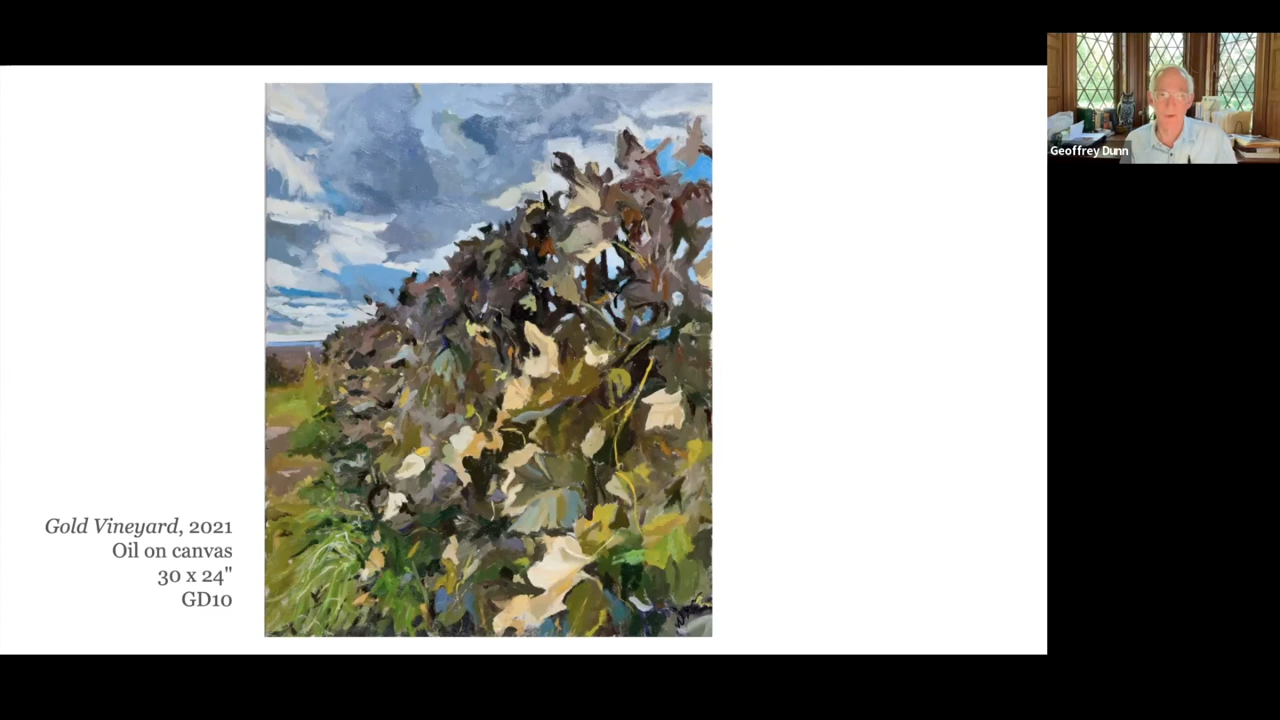 Gold Vineyard, 2021
Oil on canvas
30 x 24"
GD10
Geoffrey Dunn